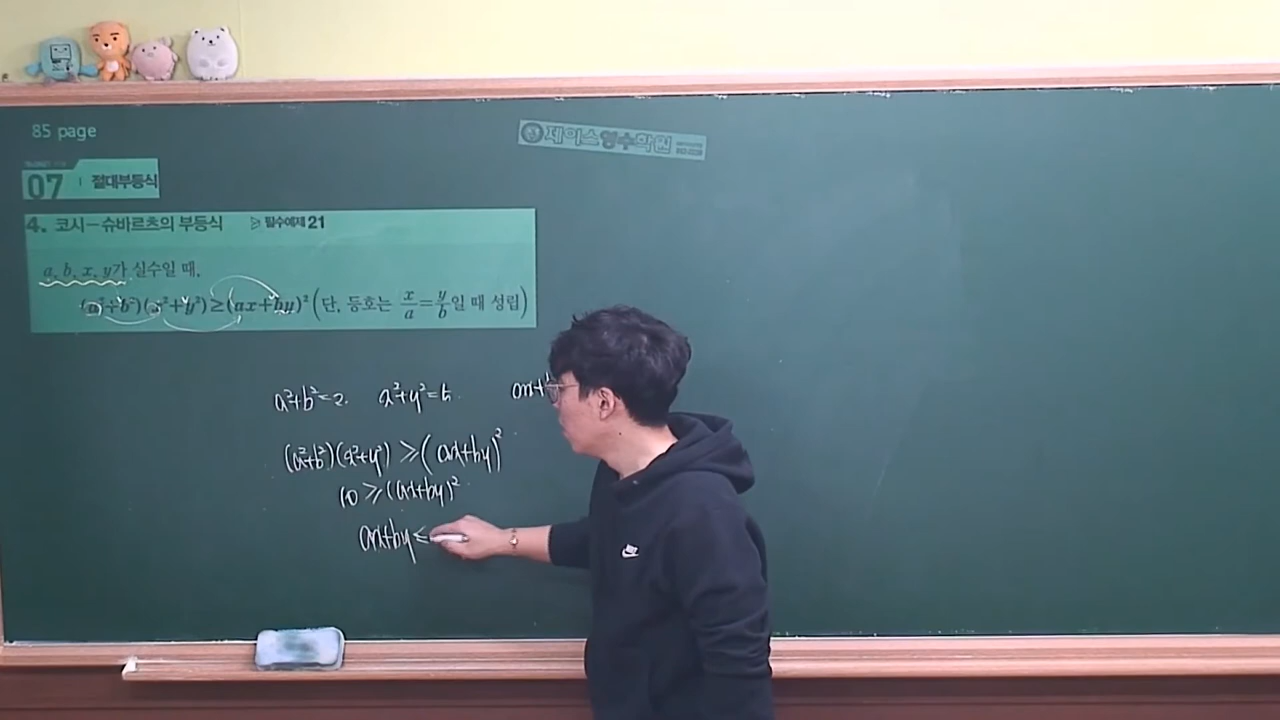 85 page
제이스영수학원
07 절대부등식
4. 코시-슈바르츠의 부등식 ≫ 필수예제 21
a, b, x, y가 실수일 때,
(a²+b²)(x²+y²)≥(ax+by)² (단, 등호는 x/a=y/b일 때 성립)
a²+b²=2. x²+y²=5. ax+
(a²+b²)(x²+y²) ≥ (ax+by)²
10 ≥ (ax+by)²
ax+by ≤